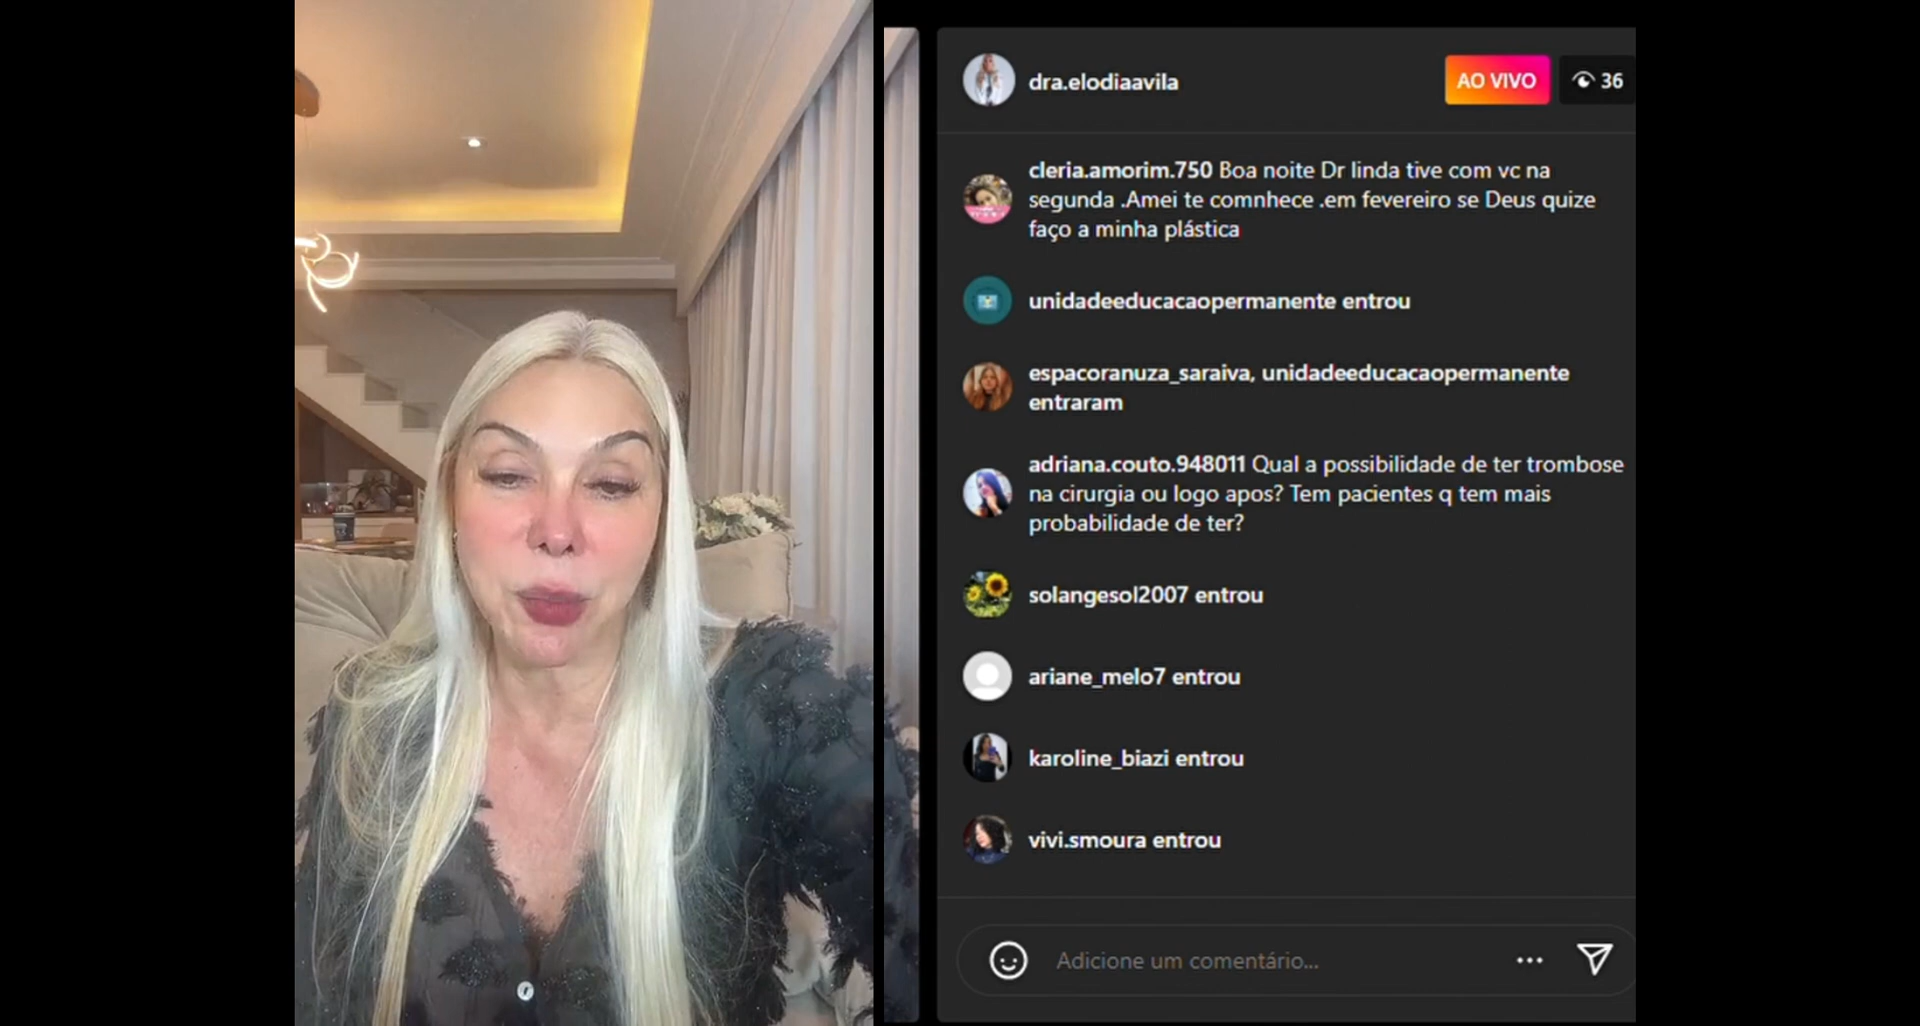 dra.elodiaavila
AO VIVO
36
cleria.amorim.750 Boa noite Dr linda tive com vc na
segunda .Amei te comnhece .em fevereiro se Deus quize
faço a minha plástica
unidadeeducacaopermanente entrou
espacoranuza_saraiva, unidadeeducacaopermanente
entraram
adriana.couto.948011 Qual a possibilidade de ter trombose
na cirurgia ou logo apos? Tem pacientes q tem mais
probabilidade de ter?
solangesol2007 entrou
ariane_melo7 entrou
karoline_biazi entrou
vivi.smoura entrou
Adicione um comentário...